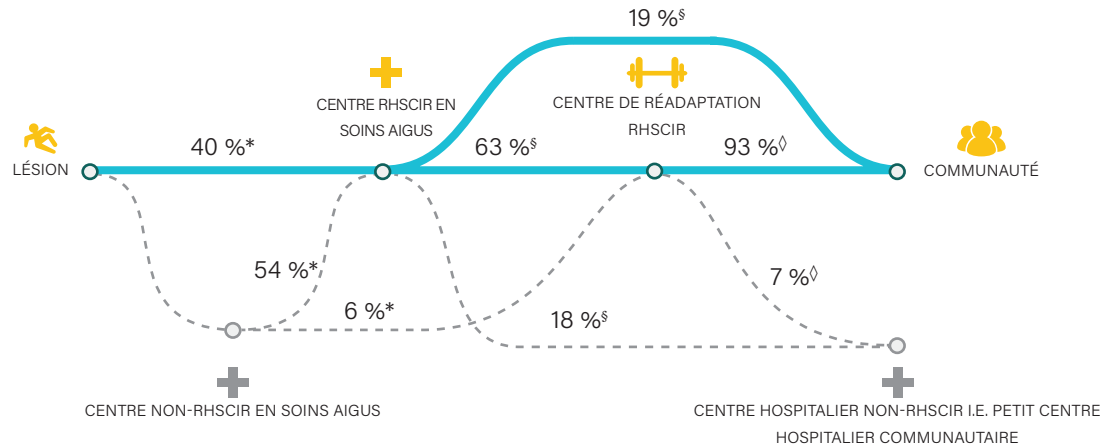 19 %§
CENTRE RHSCIR EN
SOINS AIGUS
CENTRE DE RÉADAPTATION
RHSCIR
LÉSION
40 %*
63 %§
93 %◊
COMMUNAUTÉ
54 %*
6 %*
18 %§
7 %◊
CENTRE NON-RHSCIR EN SOINS AIGUS
CENTRE HOSPITALIER NON-RHSCIR I.E. PETIT CENTRE
HOSPITALIER COMMUNAUTAIRE